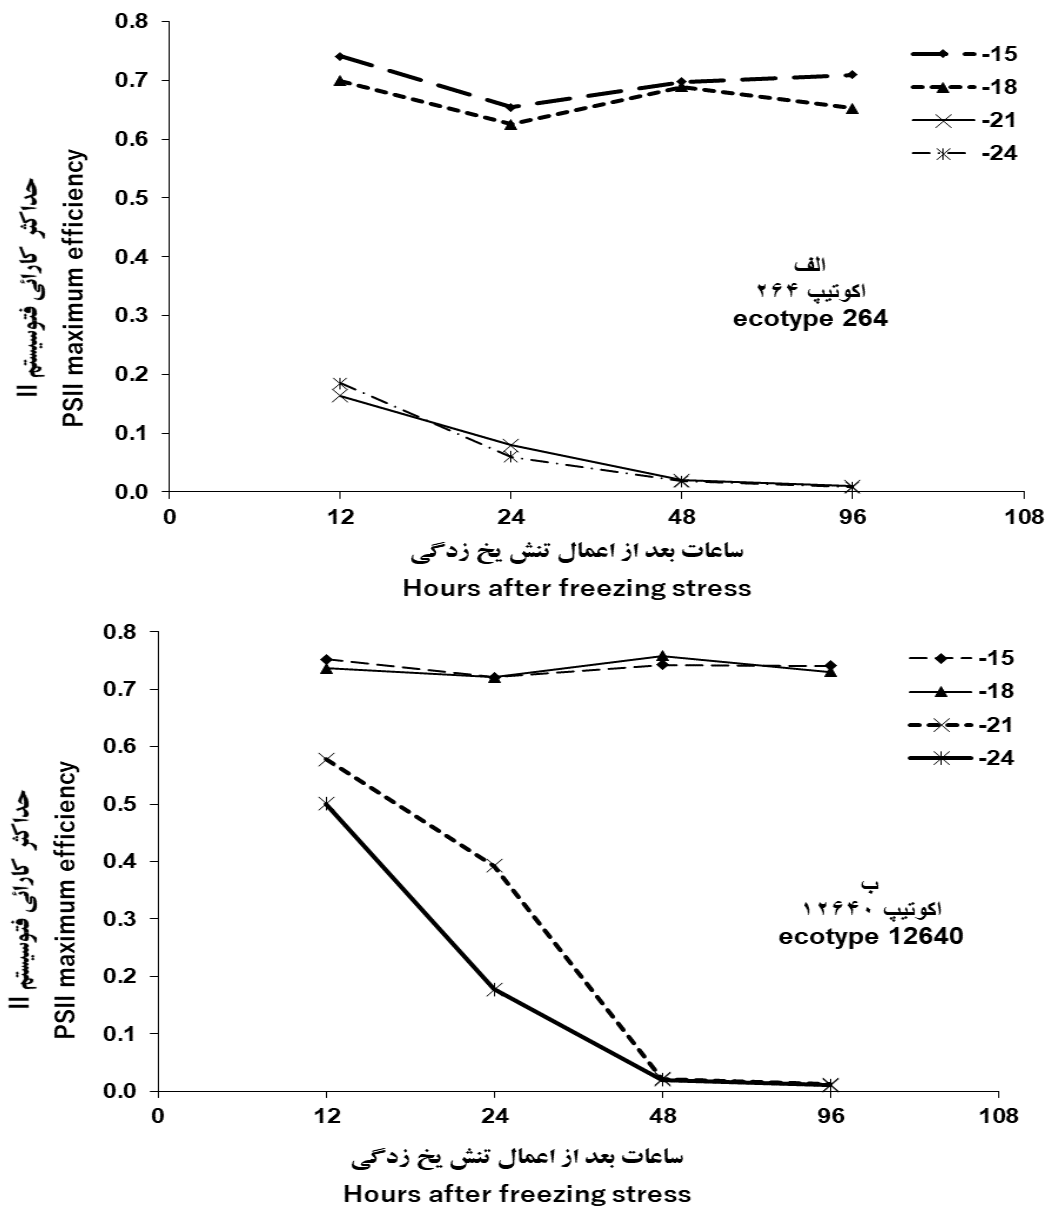 0.8
0.7
0.6
0.5
0.4
0.3
0.2
0.1
0.0
حداکثر کارائی فتوسیستم II
PSII maximum efficiency
-15
-18
-21
-24
الف
اکوتیپ ۲۶۴
ecotype 264
0 12 24 48 96 108
ساعات بعد از اعمال تنش یخ زدگی
Hours after freezing stress
0.8
0.7
0.6
0.5
0.4
0.3
0.2
0.1
0.0
حداکثر کارائی فتوسیستم II
PSII maximum efficiency
-15
-18
-21
-24
ب
اکوتیپ ۱۲۶۴۰
ecotype 12640
0 12 24 48 96 108
ساعات بعد از اعمال تنش یخ زدگی
Hours after freezing stress